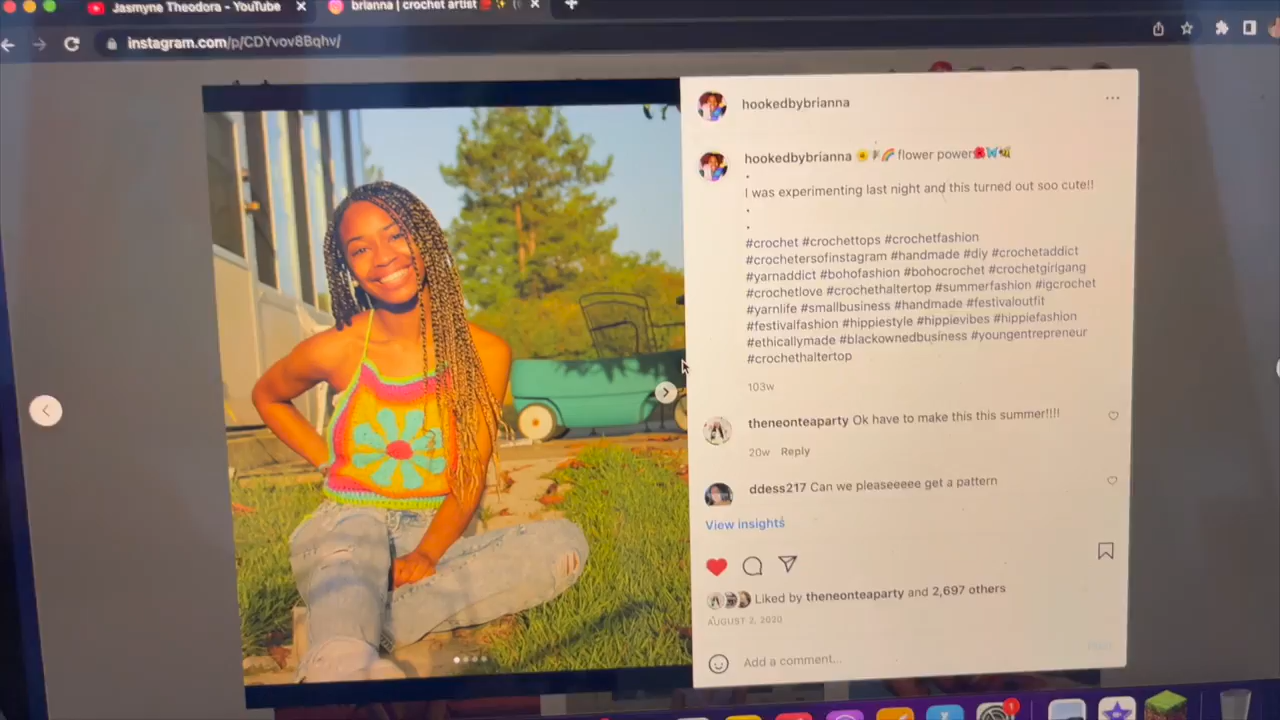 Jasmyne Theodora - YouTube
brianna | crochet artist
instagram.com/p/CDYvov8Bqhv/
hookedbybrianna
hookedbybrianna 🌼🌈 flower power🌺🦋🐝
I was experimenting last night and this turned out soo cute!!
#crochet #crochettops #crochetfashion
#crochetersofinstagram #handmade #diy #crochetaddict
#yarnaddict #bohofashion #bohocrochet #crochetgirlgang
#crochetlove #crochethaltertop #summerfashion #igcrochet
#yarnlife #smallbusiness #handmade #festivaloutfit
#festivalfashion #hippiestyle #hippievibes #hippiefashion
#ethicallymade #blackownedbusiness #youngentrepreneur
#crochethaltertop
103w
theneonteaparty Ok have to make this this summer!!!!
20w Reply
ddess217 Can we pleaseeeee get a pattern
View insights
Liked by theneonteaparty and 2,697 others
AUGUST 2, 2020
Add a comment...